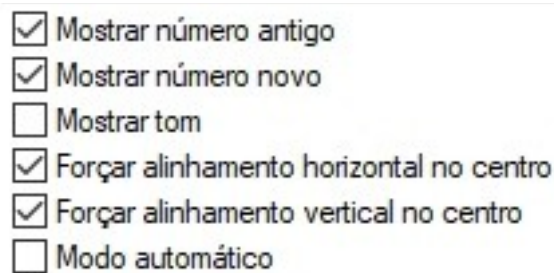 Mostrar número antigo
Mostrar número novo
Mostrar tom
Forçar alinhamento horizontal no centro
Forçar alinhamento vertical no centro
Modo automático